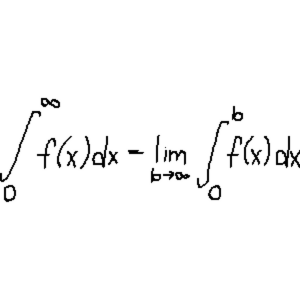 ∫₀^∞ f(x)dx = lim_{b→∞} ∫₀^b f(x)dx